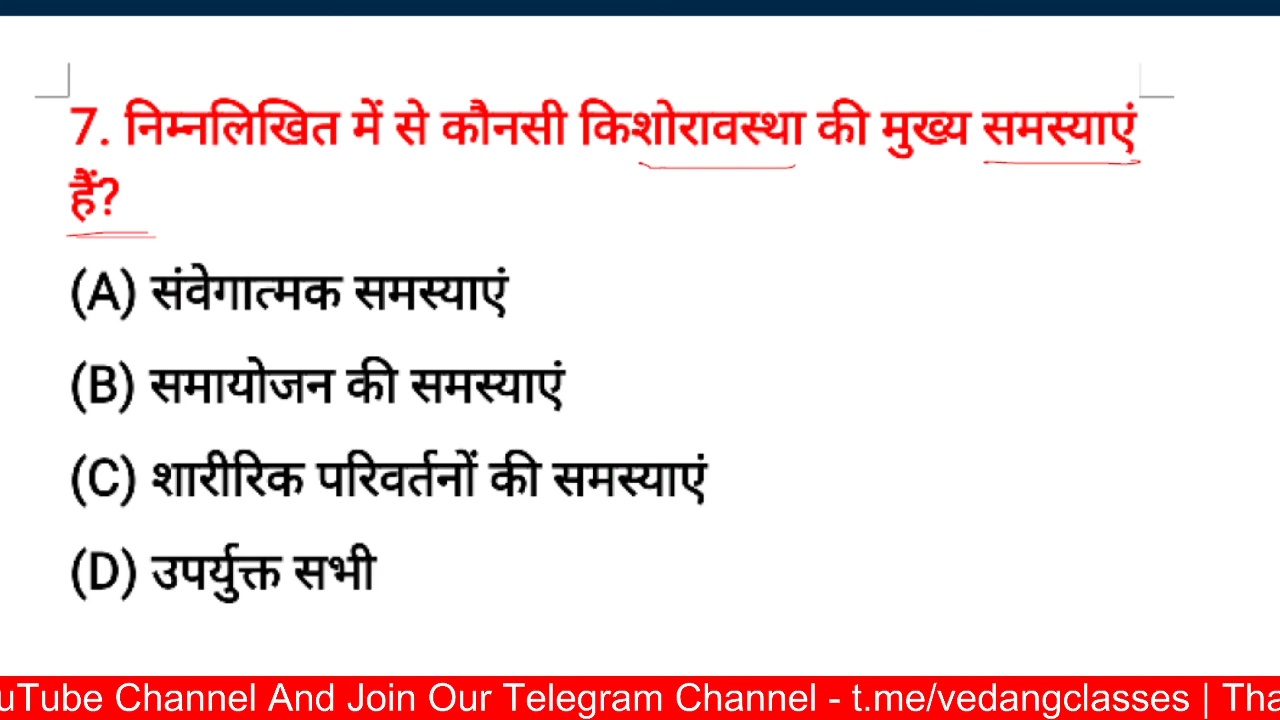 7. निम्नलिखित में से कौनसी किशोरावस्था की मुख्य समस्याएं
हैं?
(A) संवेगात्मक समस्याएं
(B) समायोजन की समस्याएं
(C) शारीरिक परिवर्तनों की समस्याएं
(D) उपर्युक्त सभी
uTube Channel And Join Our Telegram Channel - t.me/vedangclasses | Tha